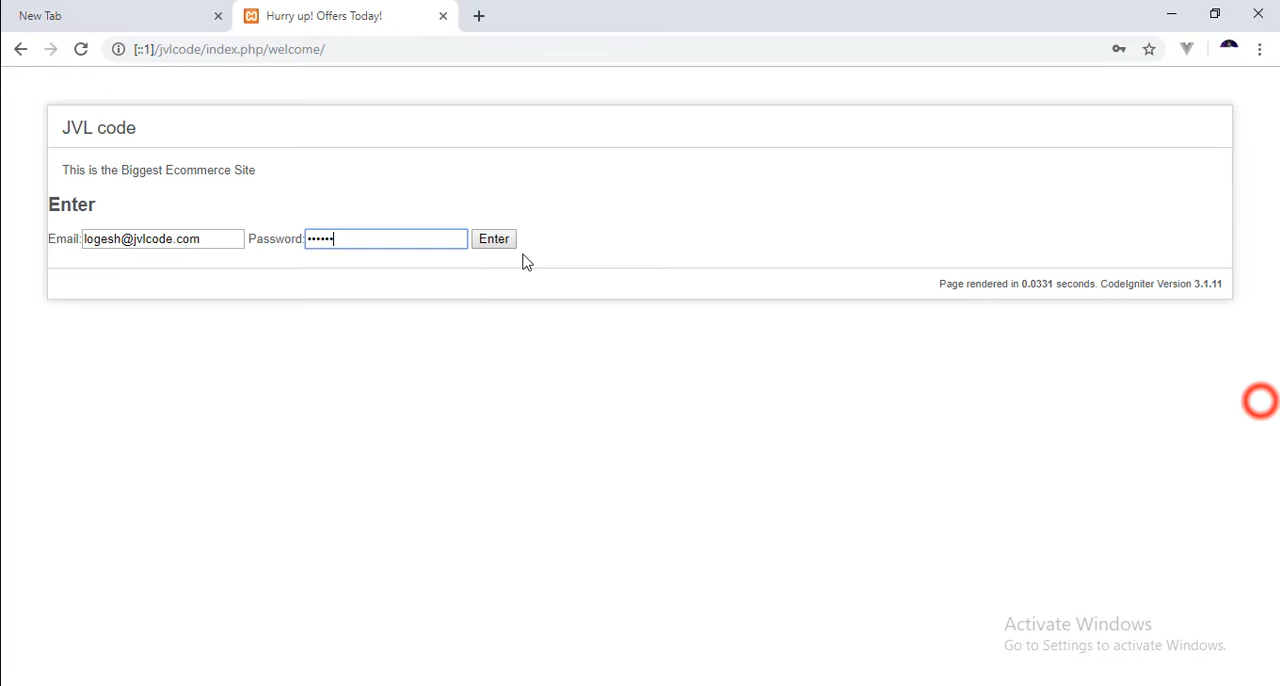 New Tab
Hurry up! Offers Today!
[::1]/jvlcode/index.php/welcome/
JVL code
This is the Biggest Ecommerce Site
Enter
Email: logesh@jvlcode.com Password: •••••• Enter
Page rendered in 0.0331 seconds. CodeIgniter Version 3.1.11
Activate Windows
Go to Settings to activate Windows.